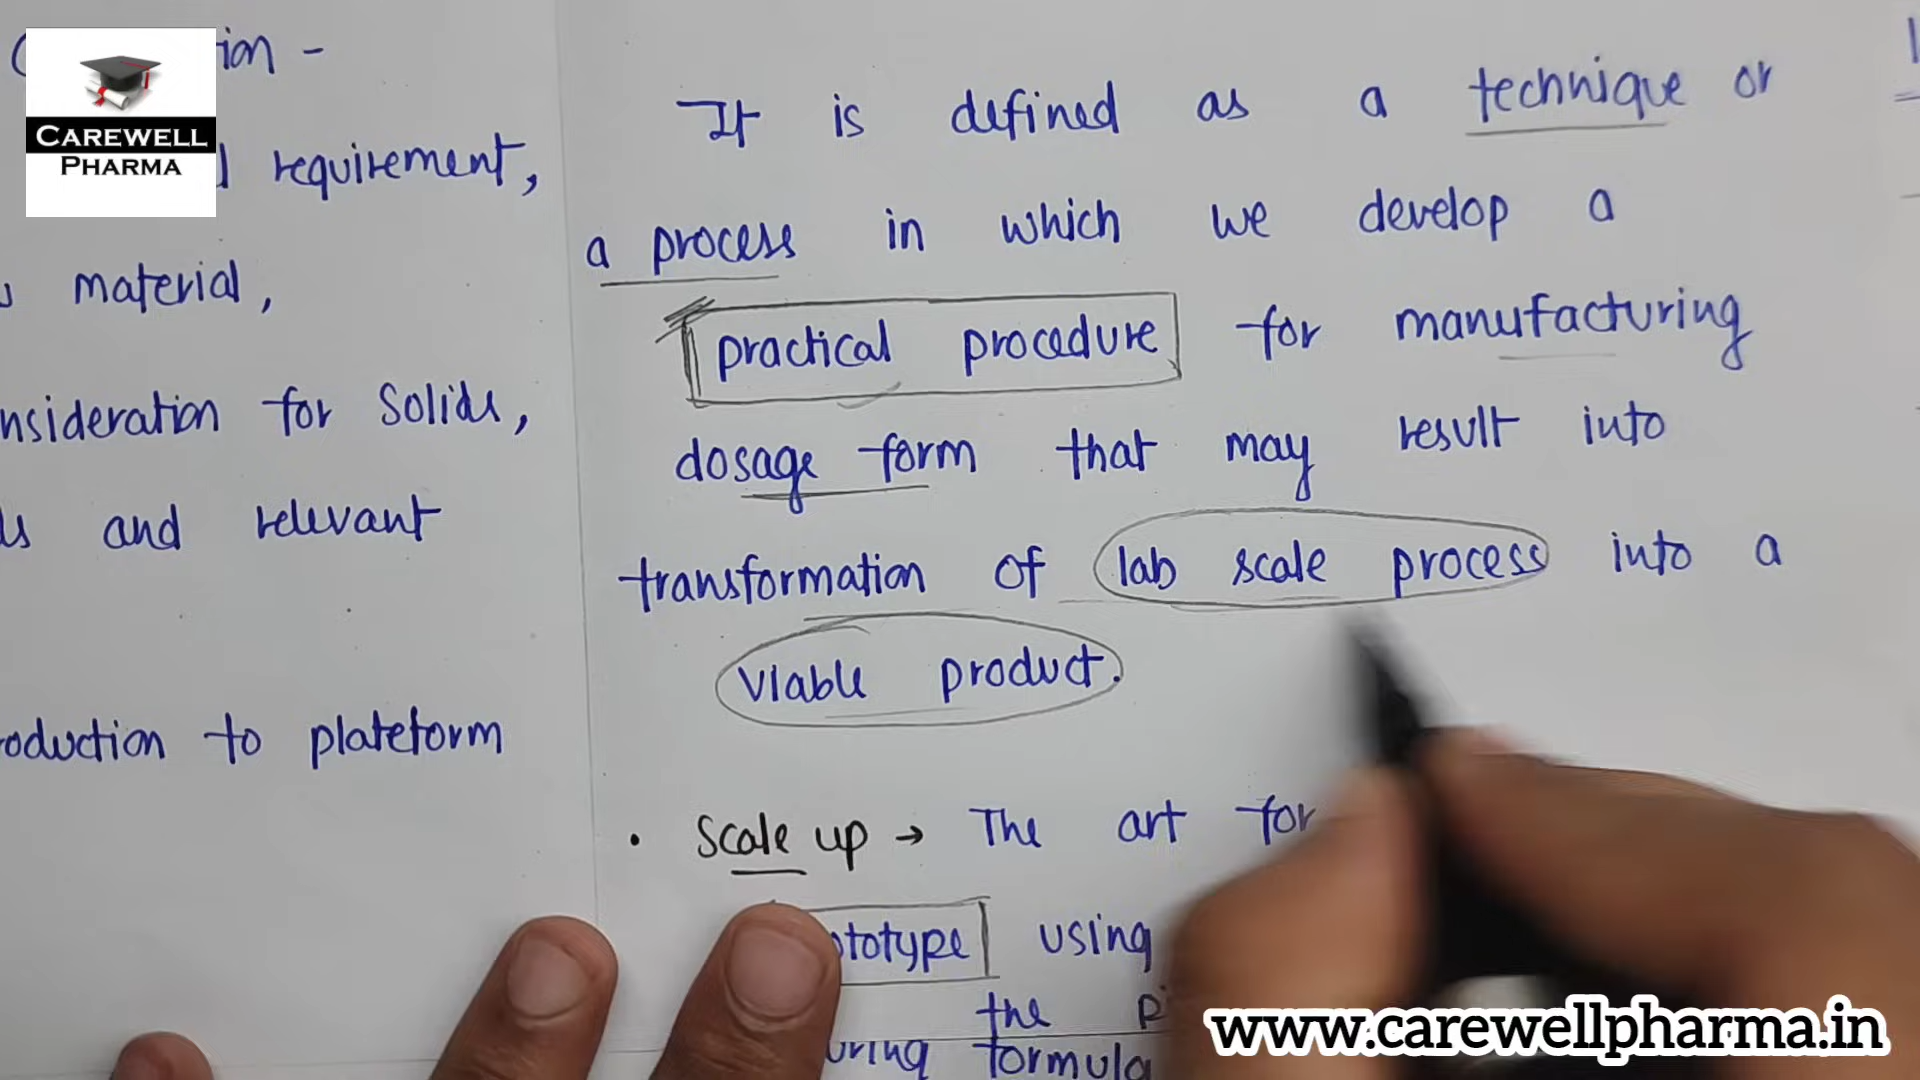 ion -
requirement,
material,
nsideration for Solids,
and relevant
oduction to plateform
CAREWELL
PHARMA
It is defined as a technique or
a process in which we develop a
practical procedure for manufacturing
dosage form that may result into
transformation of lab scale process into a
viable product.
• Scale up → The art for
ototype using
the
uring formula
www.carewellpharma.in